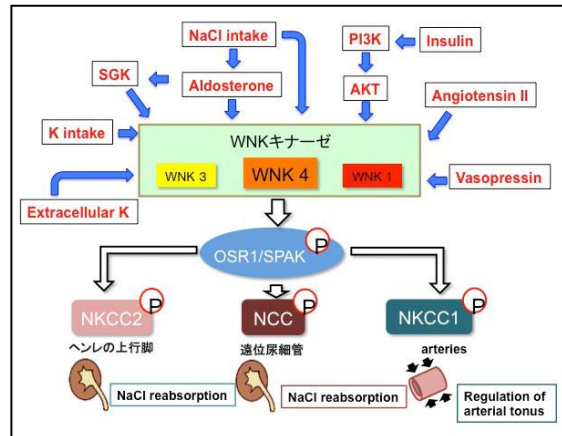 NaCl intake
PI3K
Insulin
SGK
Aldosterone
AKT
Angiotensin II
K intake
WNKキナーゼ
WNK 3
WNK 4
WNK 1
Vasopressin
Extracellular K
OSR1/SPAK
P
NKCC2
P
NCC
P
NKCC1
P
ヘンレの上行脚
遠位尿細管
arteries
NaCl reabsorption
NaCl reabsorption
Regulation of
arterial tonus